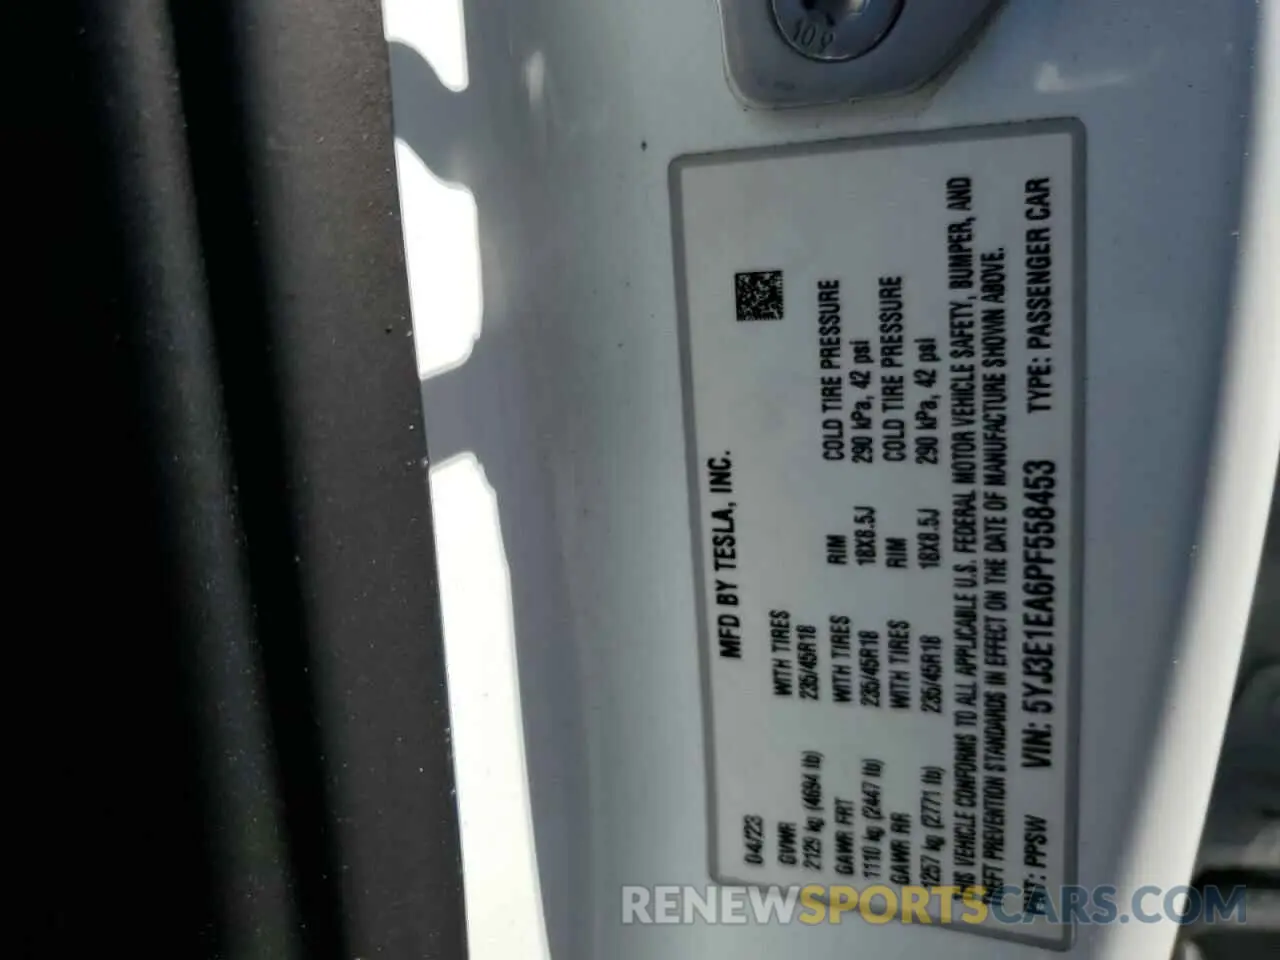 MFD BY TESLA, INC.
04/23
GVWR
2129 kg (4694 lb)
WITH TIRES
235/45R18
RIM
18X8.5J
COLD TIRE PRESSURE
290 kPa, 42 psi
GAWR FRT
1110 kg (2447 lb)
WITH TIRES
235/45R18
RIM
18X8.5J
COLD TIRE PRESSURE
290 kPa, 42 psi
GAWR RR
1257 kg (2771 lb)
WITH TIRES
235/45R18
THIS VEHICLE CONFORMS TO ALL APPLICABLE U.S. FEDERAL MOTOR VEHICLE SAFETY, BUMPER, AND
THEFT PREVENTION STANDARDS IN EFFECT ON THE DATE OF MANUFACTURE SHOWN ABOVE.
PNT: PPSW VIN: 5YJ3E1EA6PF558453 TYPE: PASSENGER CAR
10.9
RENEWSPORTSCARS.COM